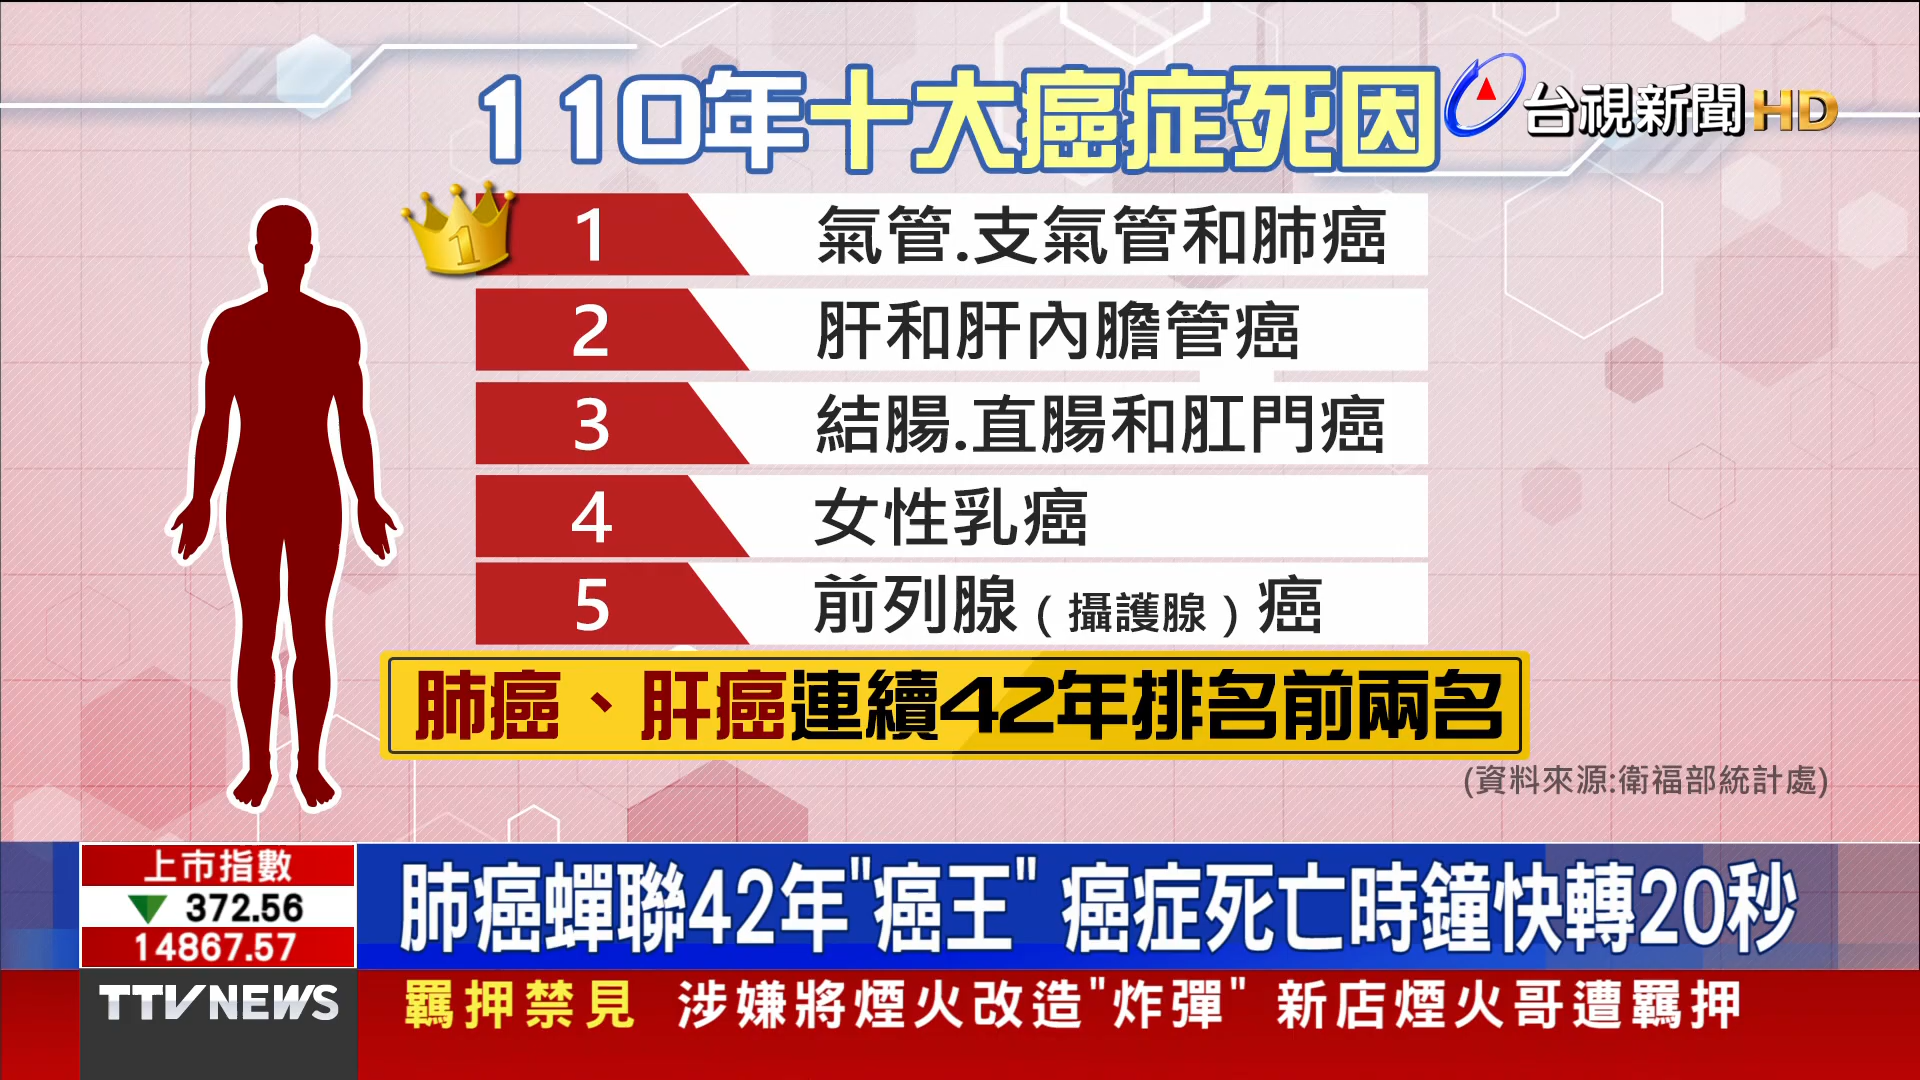 110年十大癌症死因
台視新聞HD
1 氣管.支氣管和肺癌
1
2 肝和肝內膽管癌
3 結腸.直腸和肛門癌
4 女性乳癌
5 前列腺(攝護腺)癌
肺癌、肝癌連續42年排名前兩名
(資料來源:衛福部統計處)
上市指數
▼ 372.56
14867.57
肺癌蟬聯42年"癌王" 癌症死亡時鐘快轉20秒
TTV NEWS
羈押禁見 涉嫌將煙火改造"炸彈" 新店煙火哥遭羈押